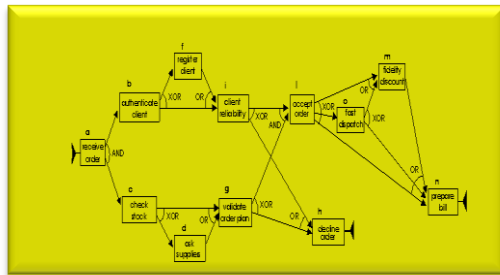 f
register
client
m
fidelity
discount
b
authenticate
client
XOR
OR
i
client
reliability
XOR
AND
l
accept
order
XOR
o
fast
dispatch
OR
XOR
a
receive
order
AND
c
check
stock
XOR
d
ask
supplies
OR
g
validate
order plan
XOR
OR
h
decline
order
OR
n
prepare
bill